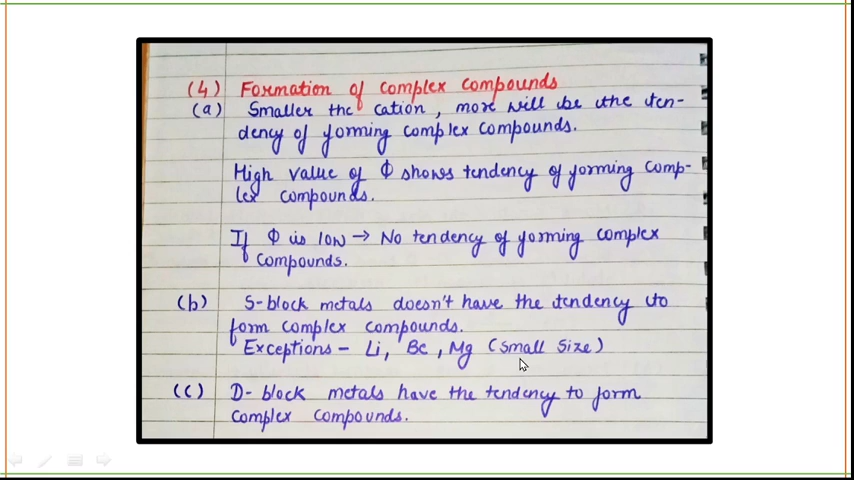 (4) Formation of complex compounds
(a) Smaller the cation, more will be the ten-
dency of forming complex compounds.
High value of Φ shows tendency of forming comp-
lex compounds.
If Φ is low → No tendency of forming complex
compounds.
(b) S-block metals doesn't have the tendency to
form complex compounds.
Exceptions - Li, Be, Mg (small size)
(c) D-block metals have the tendency to form
complex compounds.